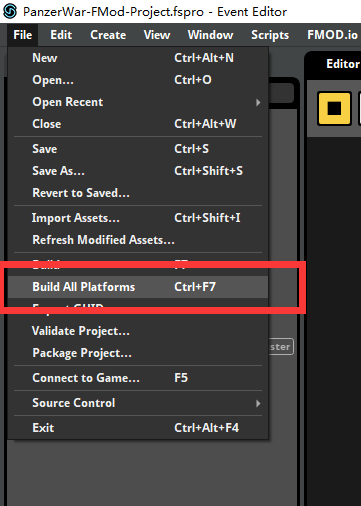 PanzerWar-FMod-Project.fspro - Event Editor
File Edit Create View Window Scripts FMOD.io
New Ctrl+Alt+N
Open... Ctrl+O
Open Recent
Close Ctrl+Alt+W
Save Ctrl+S
Save As... Ctrl+Shift+S
Revert to Saved...
Import Assets... Ctrl+Shift+I
Refresh Modified Assets...
Build F7
Build All Platforms Ctrl+F7
Export GUIDs
Validate Project...
Package Project...
Connect to Game... F5
Source Control
Exit Ctrl+Alt+F4
Editor